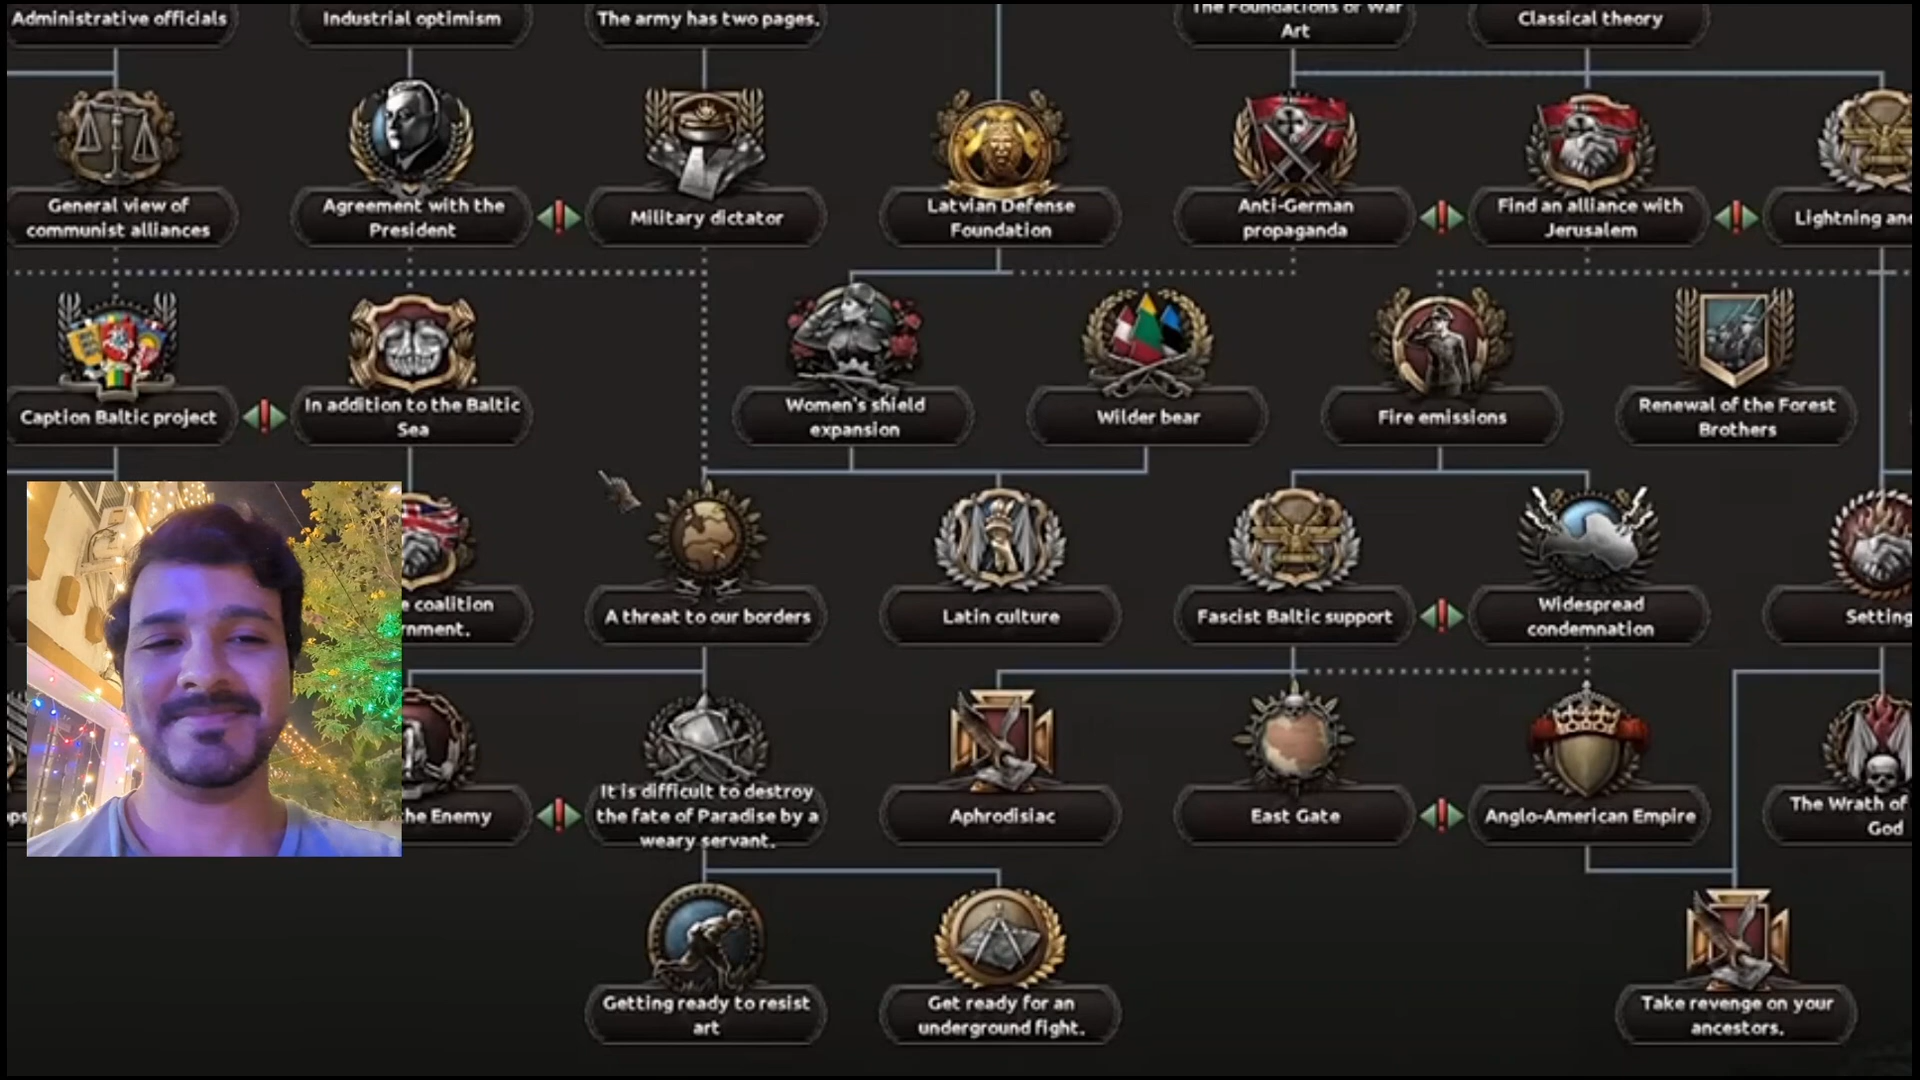 Administrative officials
Industrial optimism
The army has two pages.
The Foundations of War
Art
Classical theory
General view of
communist alliances
Agreement with the
President
Military dictator
Latvian Defense
Foundation
Anti-German
propaganda
Find an alliance with
Jerusalem
Lightning and
Caption Baltic project
In addition to the Baltic
Sea
Women's shield
expansion
Wilder bear
Fire emissions
Renewal of the Forest
Brothers
coalition
A threat to our borders
Latin culture
Fascist Baltic support
Widespread
condemnation
Setting
he Enemy
It is difficult to destroy
the fate of Paradise by a
weary servant.
Aphrodisiac
East Gate
Anglo-American Empire
The Wrath of
God
Getting ready to resist
art
Get ready for an
underground fight.
Take revenge on your
ancestors.